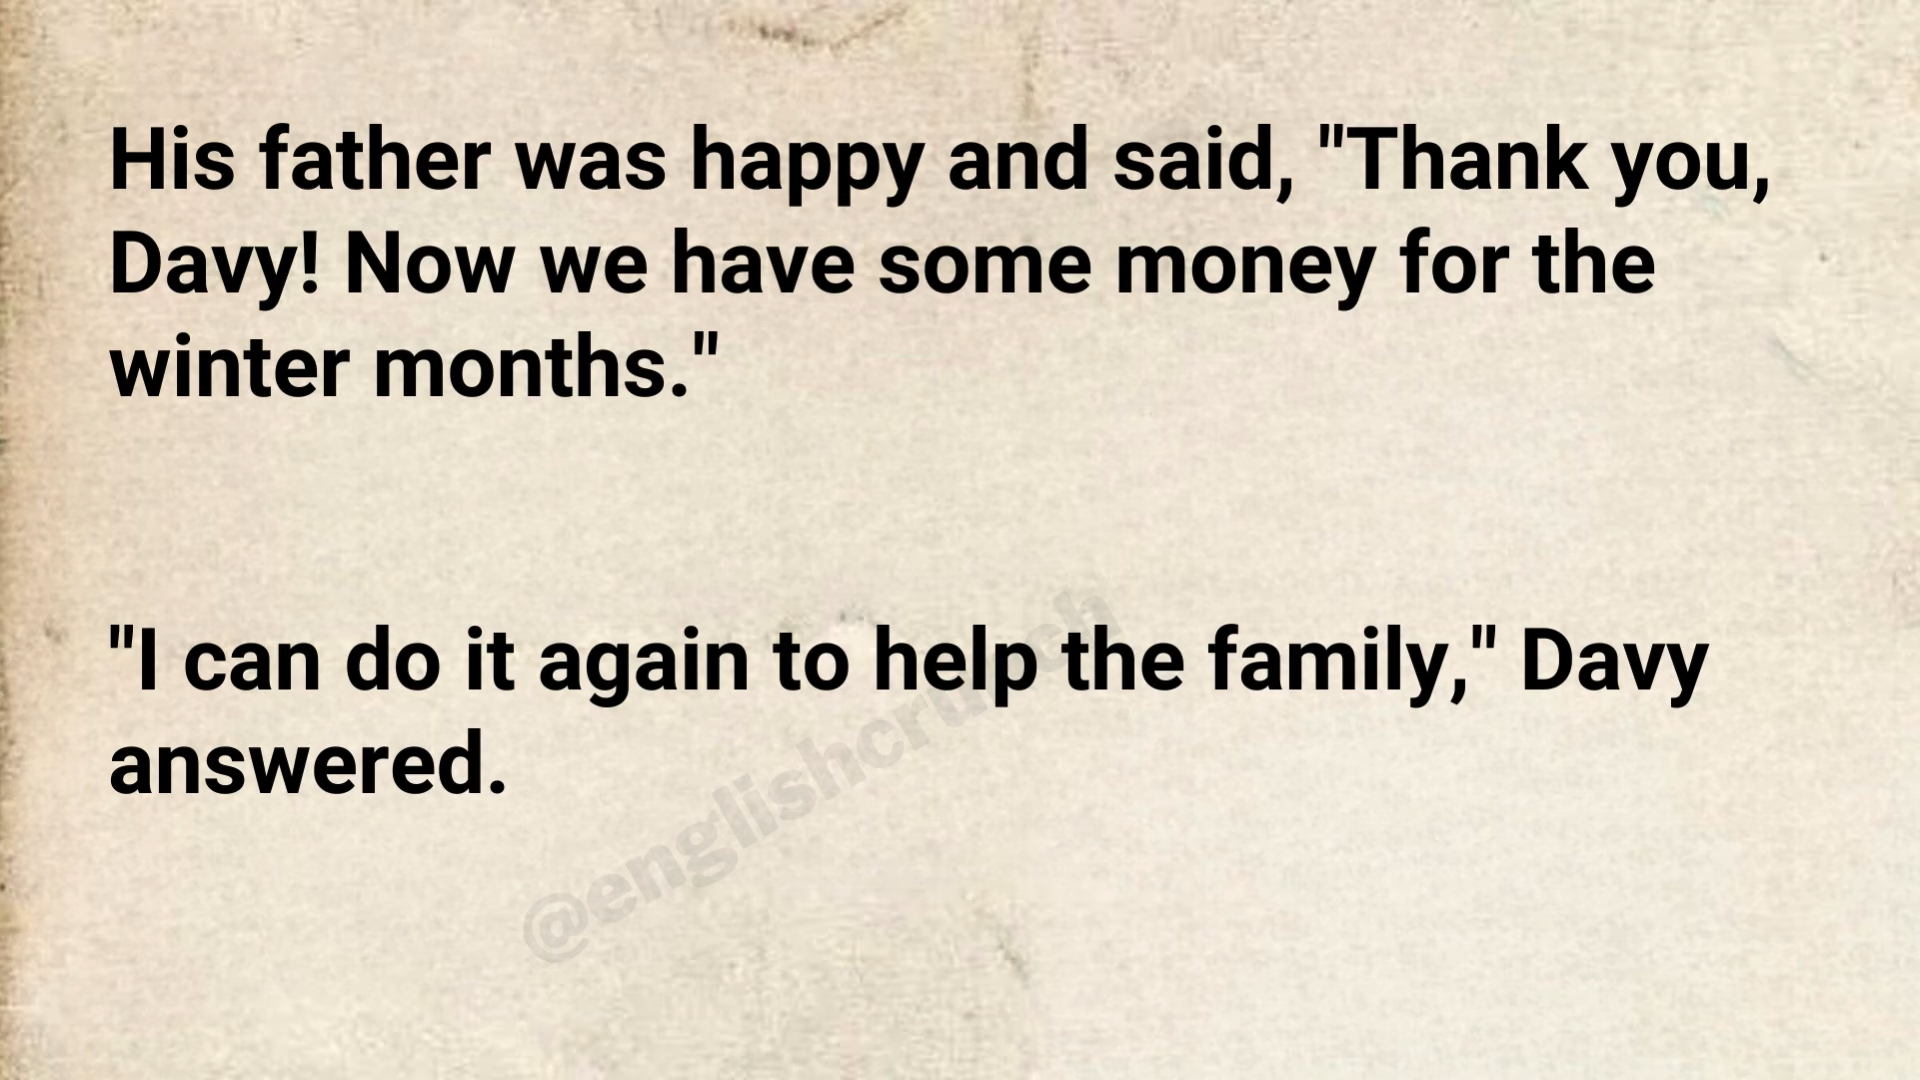 His father was happy and said, "Thank you,
Davy! Now we have some money for the
winter months."
"I can do it again to help the family," Davy
answered.
@englishcrunch